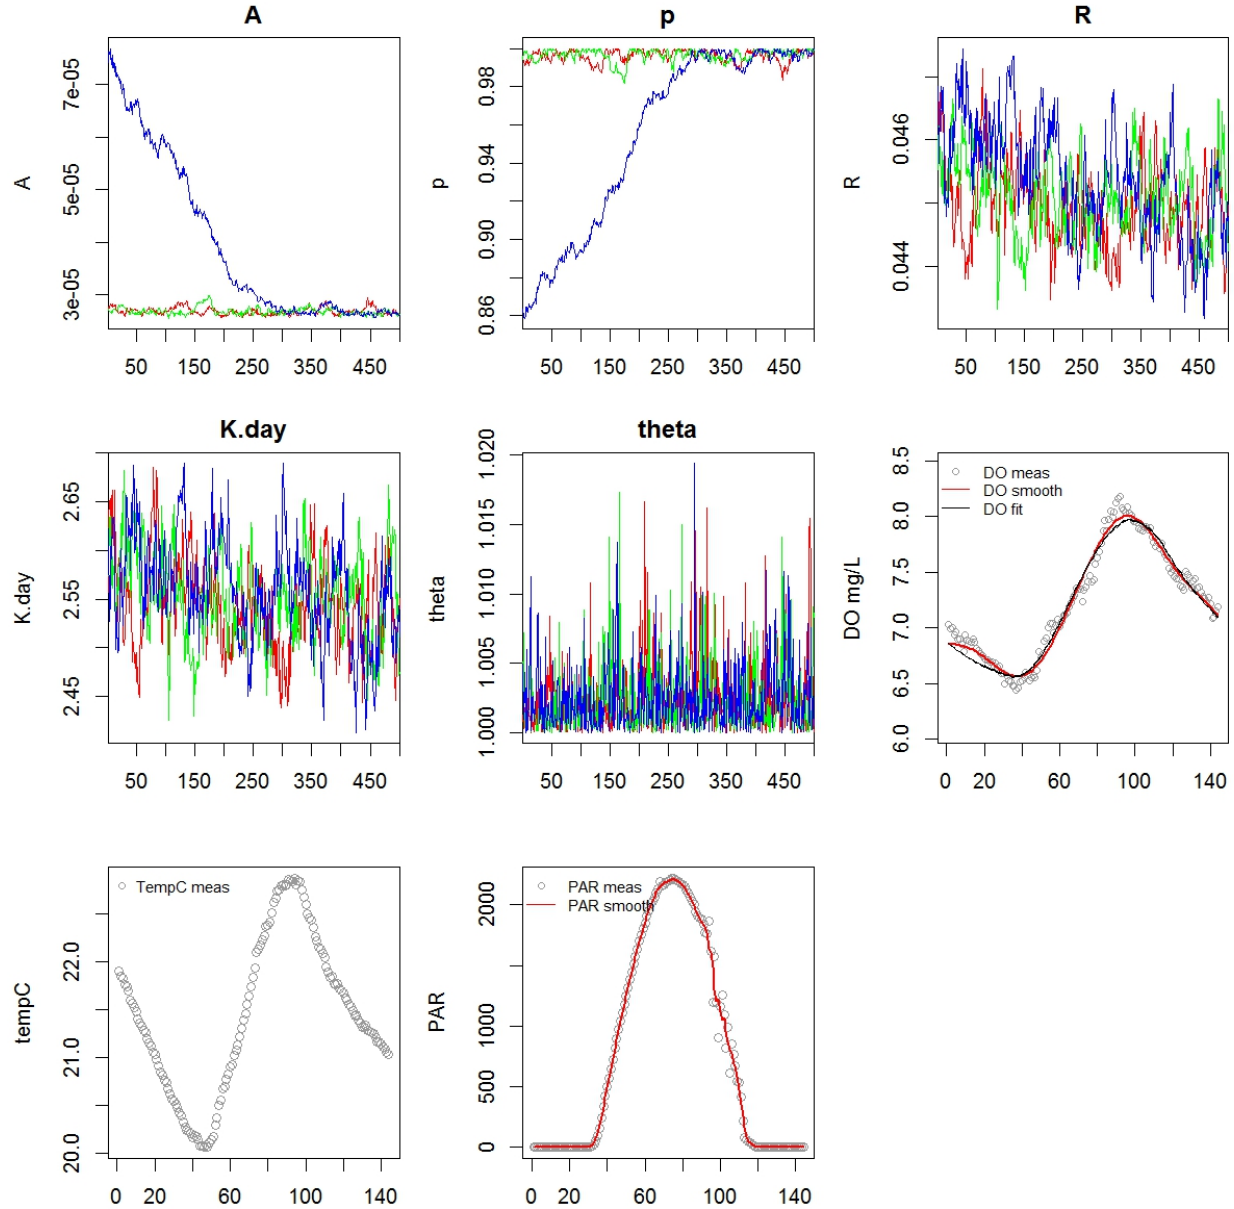 A
p
R
A
7e-05
5e-05
3e-05
50 150 250 350 450
p
0.98
0.94
0.90
0.86
50 150 250 350 450
R
0.046
0.044
50 150 250 350 450
K.day
theta
K.day
2.65
2.55
2.45
50 150 250 350 450
theta
1.020
1.015
1.010
1.005
1.000
50 150 250 350 450
DO mg/L
8.5
8.0
7.5
7.0
6.5
6.0
DO meas
DO smooth
DO fit
0 20 60 100 140
tempC
22.0
21.0
20.0
TempC meas
0 20 60 100 140
PAR
2000
1000
500
0
PAR meas
PAR smooth
0 20 60 100 140